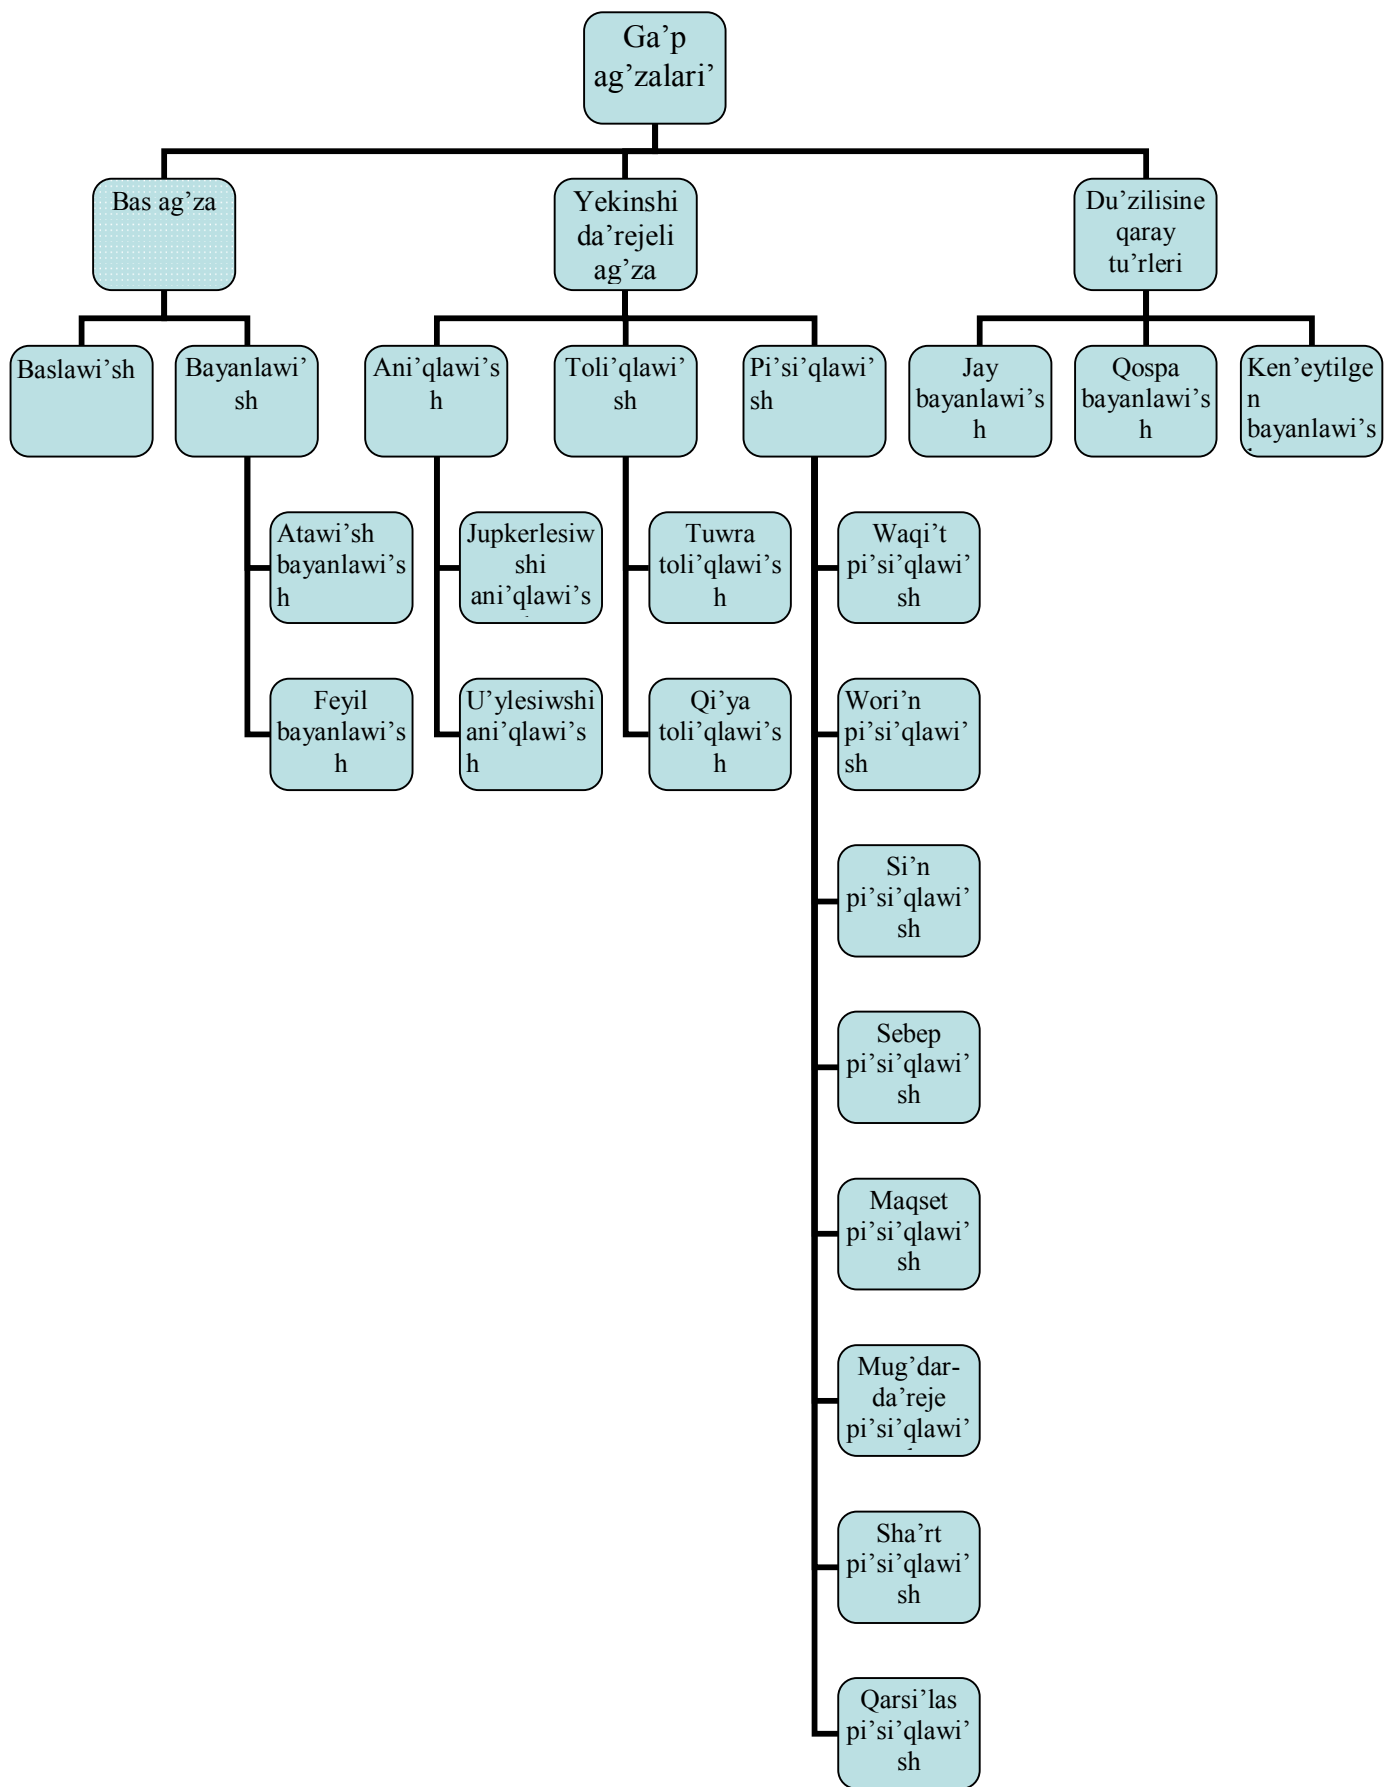 Ga’p
ag’zalari’
Bas ag’za
Yekinshi
da’rejeli
ag’za
Du’zilisine
qaray
tu’rleri
Baslawi’sh
Bayanlawi’
sh
Ani’qlawi’s
h
Toli’qlawi’
sh
Pi’si’qlawi’
sh
Jay
bayanlawi’s
h
Qospa
bayanlawi’s
h
Ken’eytilge
n
bayanlawi’s
Atawi’sh
bayanlawi’s
h
Jupkerlesiw
shi
ani’qlawi’s
Tuwra
toli’qlawi’s
h
Waqi’t
pi’si’qlawi’
sh
Feyil
bayanlawi’s
h
U’ylesiwshi
ani’qlawi’s
h
Qi’ya
toli’qlawi’s
h
Wori’n
pi’si’qlawi’
sh
Si’n
pi’si’qlawi’
sh
Sebep
pi’si’qlawi’
sh
Maqset
pi’si’qlawi’
sh
Mug’dar-
da’reje
pi’si’qlawi’
Sha’rt
pi’si’qlawi’
sh
Qarsi’las
pi’si’qlawi’
sh